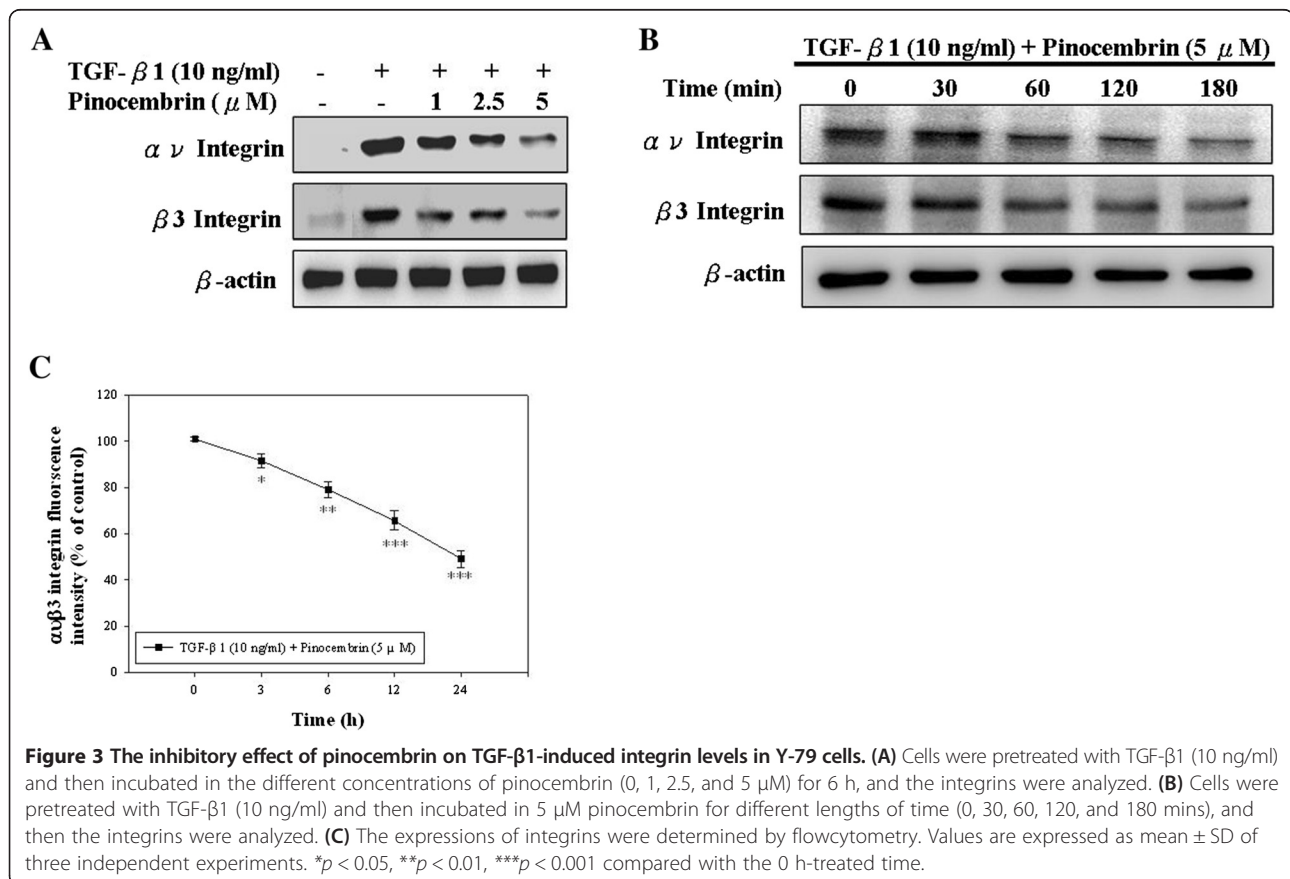 A
TGF- β 1 (10 ng/ml) - + + + +
Pinocembrin ( μ M) - - 1 2.5 5
α ν Integrin
β3 Integrin
β-actin
B
TGF- β 1 (10 ng/ml) + Pinocembrin (5 μ M)
Time (min) 0 30 60 120 180
α ν Integrin
β3 Integrin
β-actin
C
αυβ3 integrin fluorscence
intensity (% of control)
120
100
80
60
40
20
0
*
**
***
***
TGF-β 1 (10 ng/ml) + Pinocembrin (5 μ M)
0 3 6 12 24
Time (h)
Figure 3 The inhibitory effect of pinocembrin on TGF-β1-induced integrin levels in Y-79 cells. (A) Cells were pretreated with TGF-β1 (10 ng/ml)
and then incubated in the different concentrations of pinocembrin (0, 1, 2.5, and 5 μM) for 6 h, and the integrins were analyzed. (B) Cells were
pretreated with TGF-β1 (10 ng/ml) and then incubated in 5 μM pinocembrin for different lengths of time (0, 30, 60, 120, and 180 mins), and
then the integrins were analyzed. (C) The expressions of integrins were determined by flowcytometry. Values are expressed as mean ± SD of
three independent experiments. *p < 0.05, **p < 0.01, ***p < 0.001 compared with the 0 h-treated time.